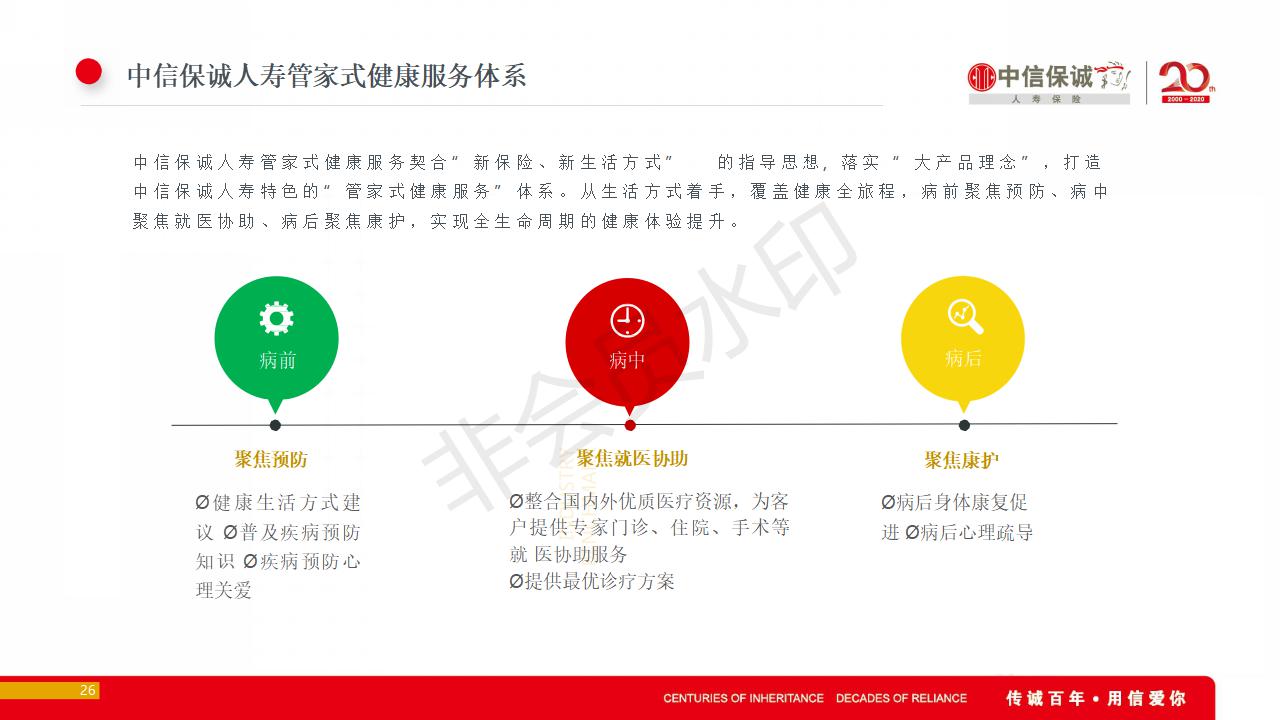 中信保诚人寿管家式健康服务体系
中信保诚
人寿保险
20th
2000—2020
中信保诚人寿管家式健康服务契合“新保险、新生活方式” 的指导思想，落实“大产品理念”，打造
中信保诚人寿特色的“管家式健康服务”体系。从生活方式着手，覆盖健康全旅程，病前聚焦预防、病中
聚焦就医协助、病后聚焦康护，实现全生命周期的健康体验提升。
病前
病中
病后
聚焦预防
聚焦就医协助
聚焦康护
Ø健康生活方式建
议 Ø普及疾病预防
知识 Ø疾病预防心
理关爱
Ø整合国内外优质医疗资源，为客
户提供专家门诊、住院、手术等
就 医协助服务
Ø提供最优诊疗方案
Ø病后身体康复促
进 Ø病后心理疏导
非会员水印
26
CENTURIES OF INHERITANCE DECADES OF RELIANCE
传诚百年•用信爱你